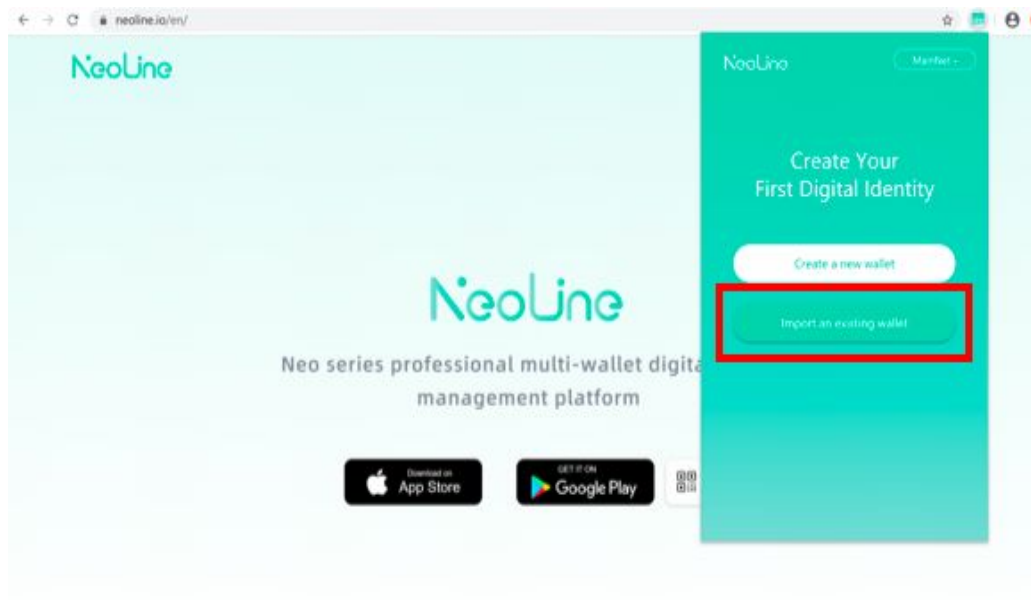 neoline.io/en/
NeoLine
NeoLine
MainNet
Create Your
First Digital Identity
Create a new wallet
Import an existing wallet
NeoLine
Neo series professional multi-wallet digita
management platform
Download on
App Store
GET IT ON
Google Play